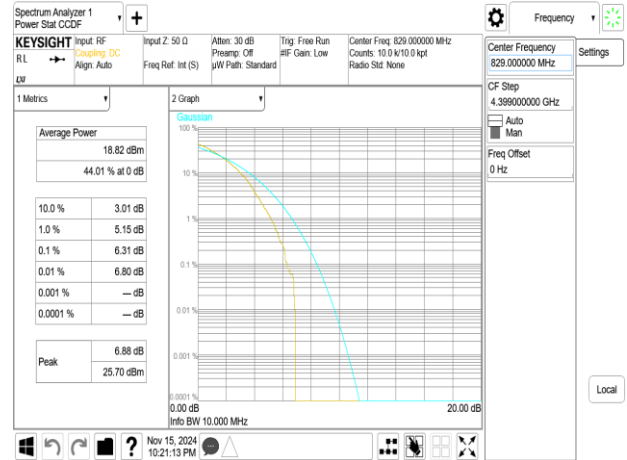 Spectrum Analyzer 1
Power Stat CCDF
Frequency
KEYSIGHT
RL
Input: RF
Coupling: DC
Align: Auto
Input Z: 50 Ω
Freq Ref: Int (S)
Atten: 30 dB
Preamp: Off
µW Path: Standard
Trig: Free Run
#IF Gain: Low
Center Freq: 829.000000 MHz
Counts: 10.0 k/10.0 kpt
Radio Std: None
Center Frequency
829.000000 MHz
Settings
CF Step
4.399000000 GHz
Auto
Man
Freq Offset
0 Hz
1 Metrics
2 Graph
Average Power
18.82 dBm
44.01 % at 0 dB
10.0 % 3.01 dB
1.0 % 5.15 dB
0.1 % 6.31 dB
0.01 % 6.80 dB
0.001 % --- dB
0.0001 % --- dB
Peak
6.88 dB
25.70 dBm
Gaussian
100 %
10 %
1 %
0.1 %
0.01 %
0.001 %
0.0001 %
0.00 dB 20.00 dB
Info BW 10.000 MHz
Local
?
Nov 15, 2024
10:21:13 PM